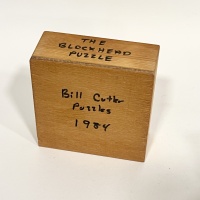 THE
BLOCKHEAD
PUZZLE
Bill Cutler
Puzzles
1984